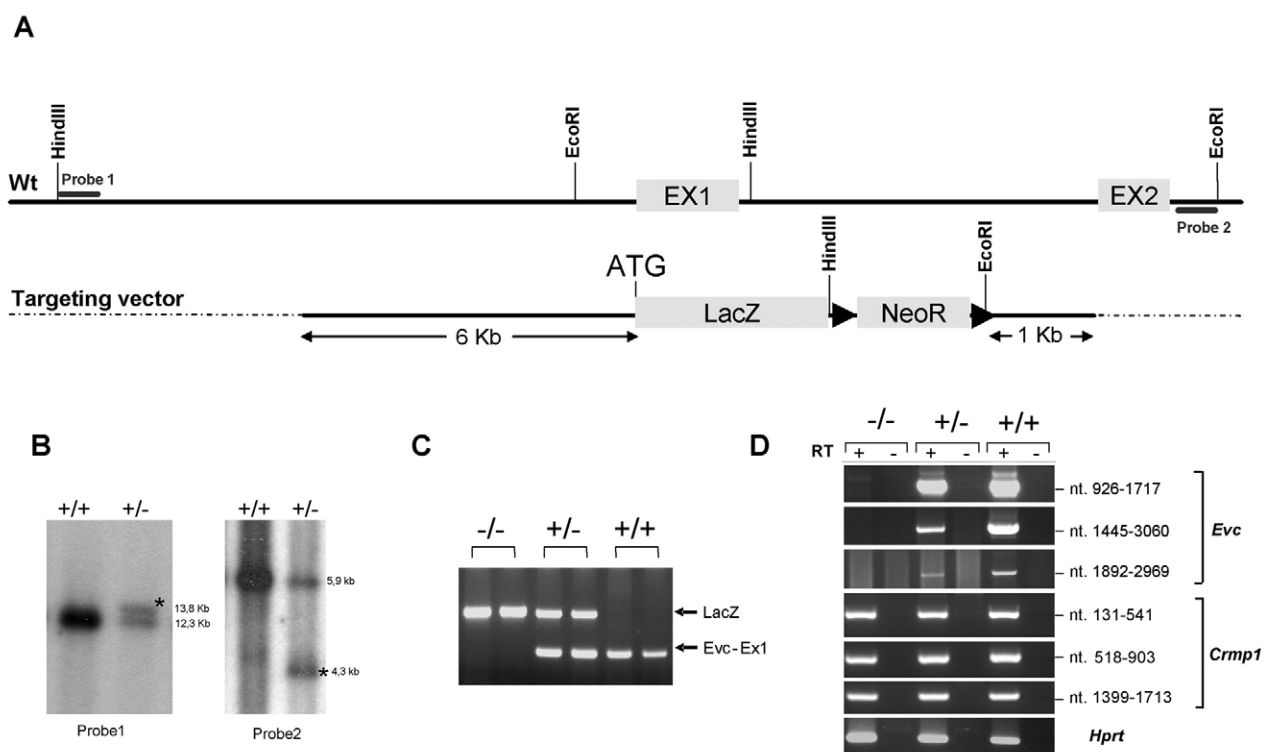 A
HindIII
EcoRI
HindIII
EcoRI
Wt
Probe 1
EX1
EX2
Probe 2
HindIII
EcoRI
ATG
Targeting vector
LacZ
NeoR
6 Kb
1 Kb
B
+/+
+/-
+/+
+/-
*
13,8 Kb
12,3 Kb
5,9 kb
* 4,3 kb
Probe1
Probe2
C
-/-
+/-
+/+
LacZ
Evc-Ex1
D
-/-
+/-
+/+
RT + - + - + -
nt. 926-1717
nt. 1445-3060
nt. 1892-2969
Evc
nt. 131-541
nt. 518-903
nt. 1399-1713
Crmp1
Hprt